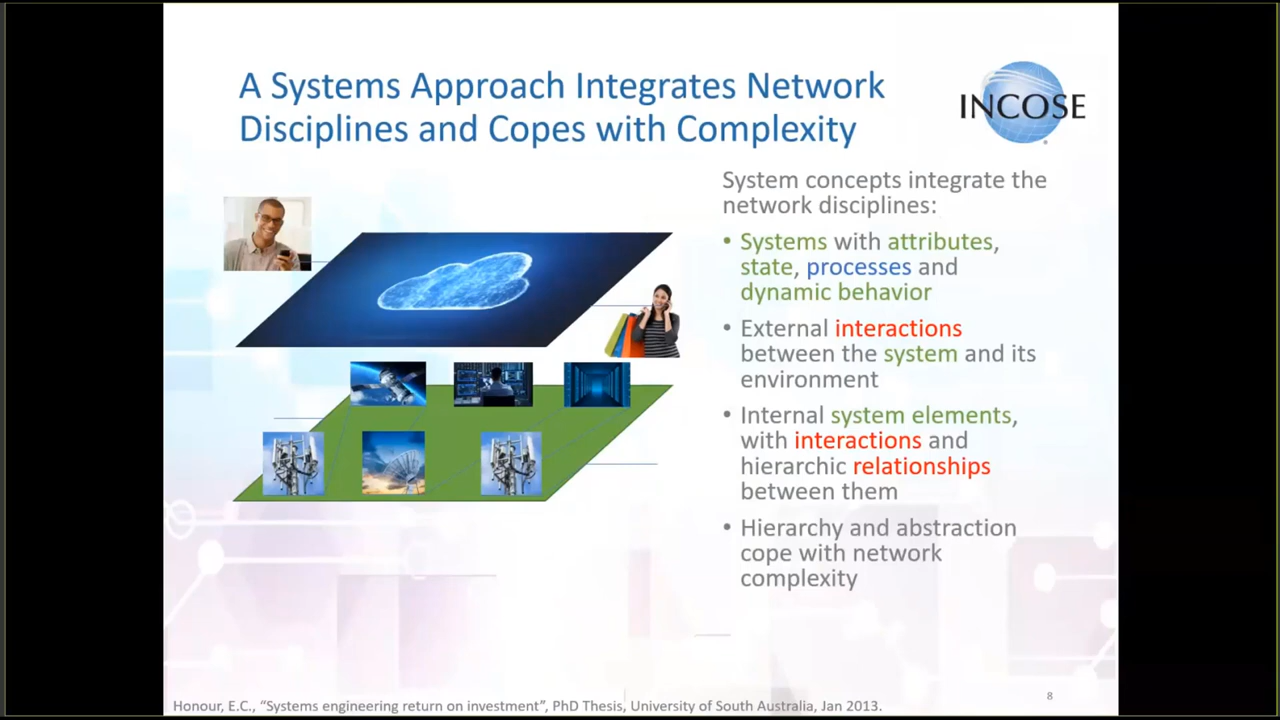 A Systems Approach Integrates Network
Disciplines and Copes with Complexity
INCOSE
System concepts integrate the
network disciplines:
• Systems with attributes,
state, processes and
dynamic behavior
• External interactions
between the system and its
environment
• Internal system elements,
with interactions and
hierarchic relationships
between them
• Hierarchy and abstraction
cope with network
complexity
Honour, E.C., “Systems engineering return on investment”, PhD Thesis, University of South Australia, Jan 2013.
8